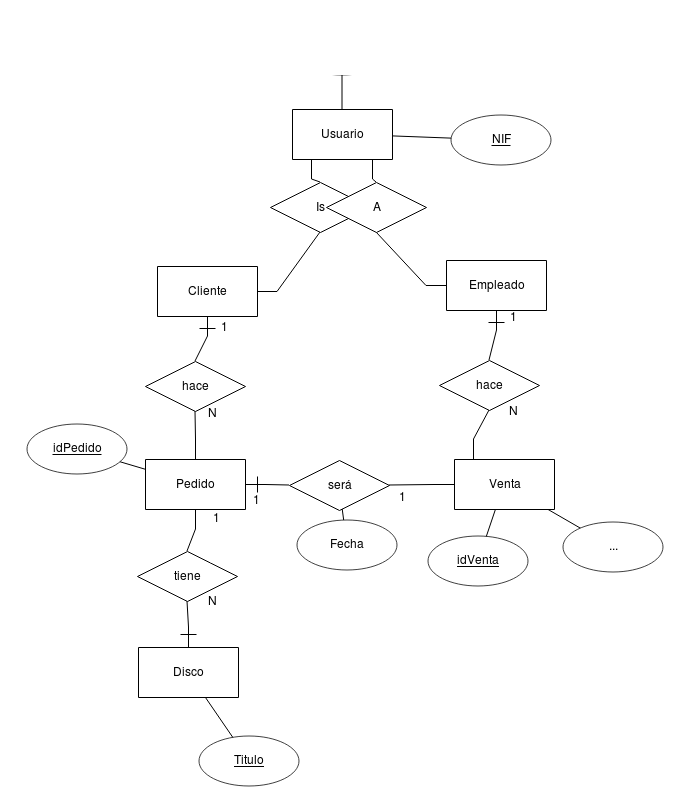 Usuario
NIF
Is
A
Cliente
Empleado
1
1
hace
hace
N
N
idPedido
Pedido
será
Venta
1
1
1
Fecha
idVenta
...
tiene
N
Disco
Titulo